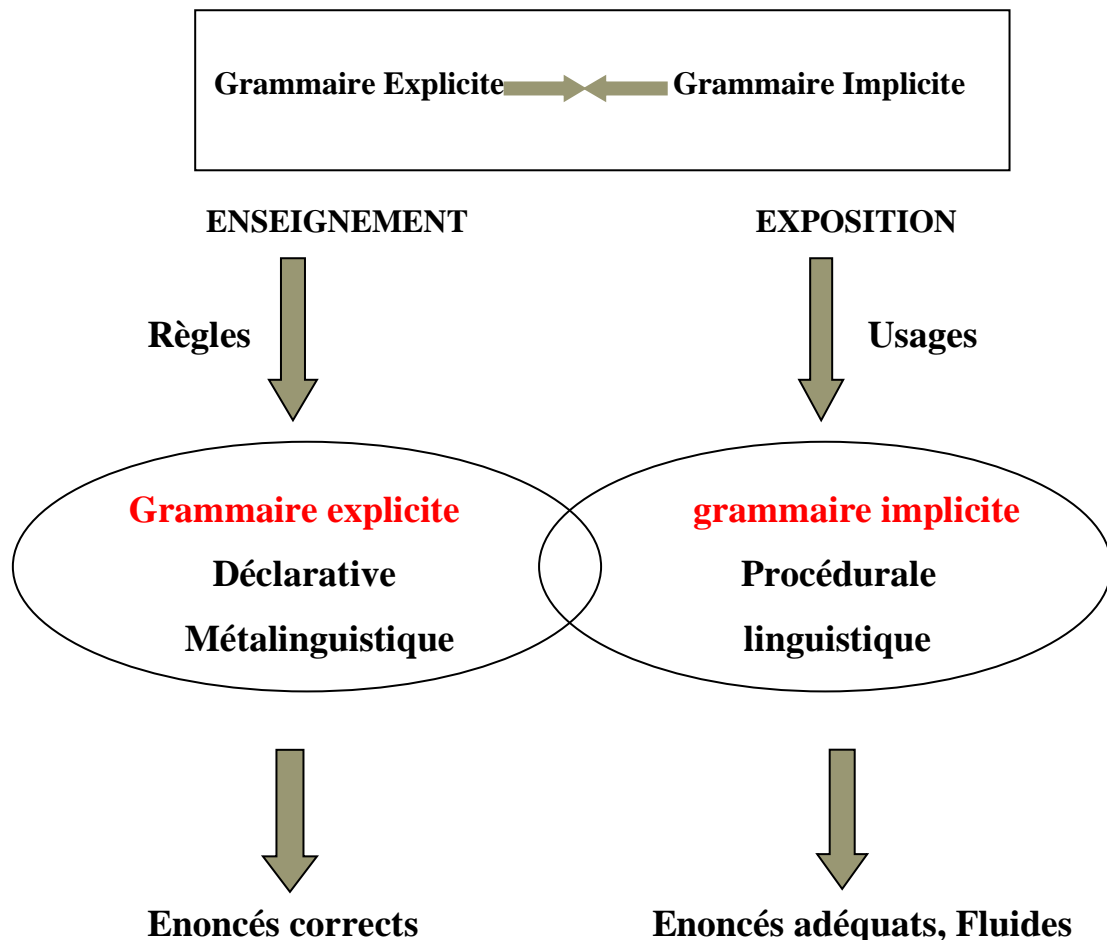 Grammaire Explicite Grammaire Implicite
ENSEIGNEMENT EXPOSITION
Règles Usages
Grammaire explicite grammaire implicite
Déclarative Procédurale
Métalinguistique linguistique
Enoncés corrects Enoncés adéquats, Fluides